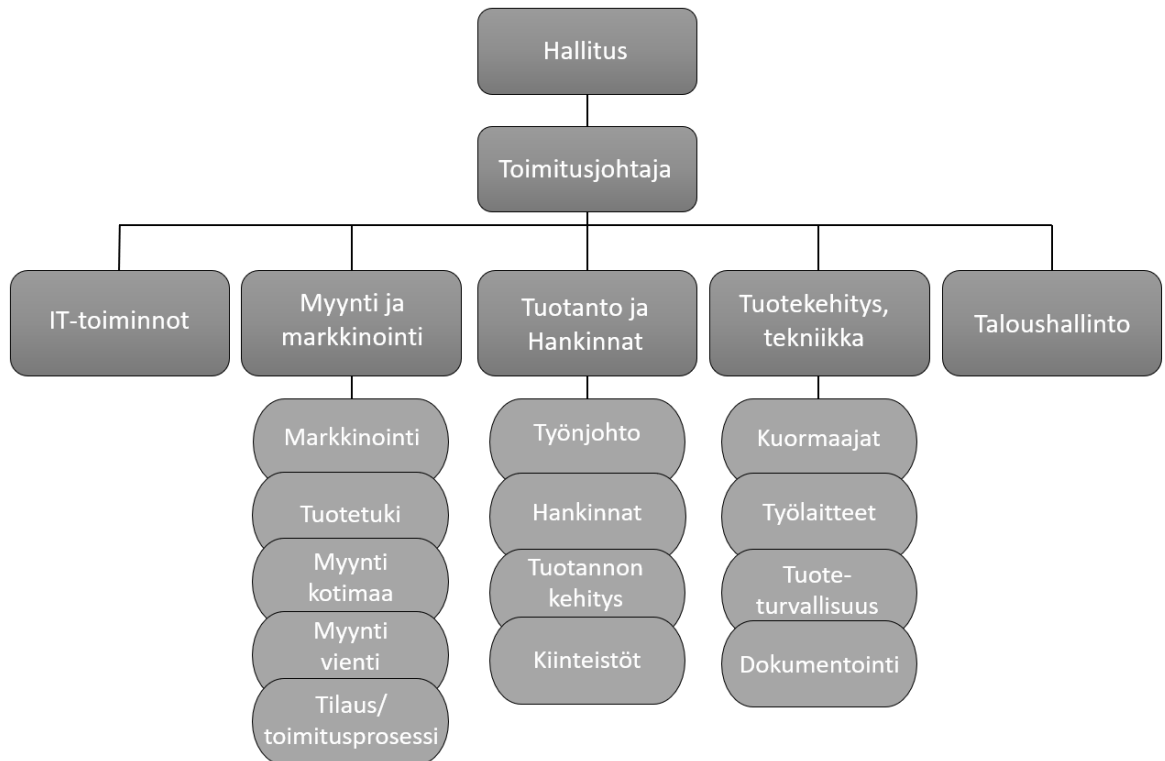 Hallitus
Toimitusjohtaja
IT-toiminnot
Myynti ja
markkinointi
Tuotanto ja
Hankinnat
Tuotekehitys,
tekniikka
Taloushallinto
Markkinointi
Tuotetuki
Myynti
kotimaa
Myynti
vienti
Tilaus/
toimitusprosessi
Työnjohto
Hankinnat
Tuotannon
kehitys
Kiinteistöt
Kuormaajat
Työlaitteet
Tuote-
turvallisuus
Dokumentointi